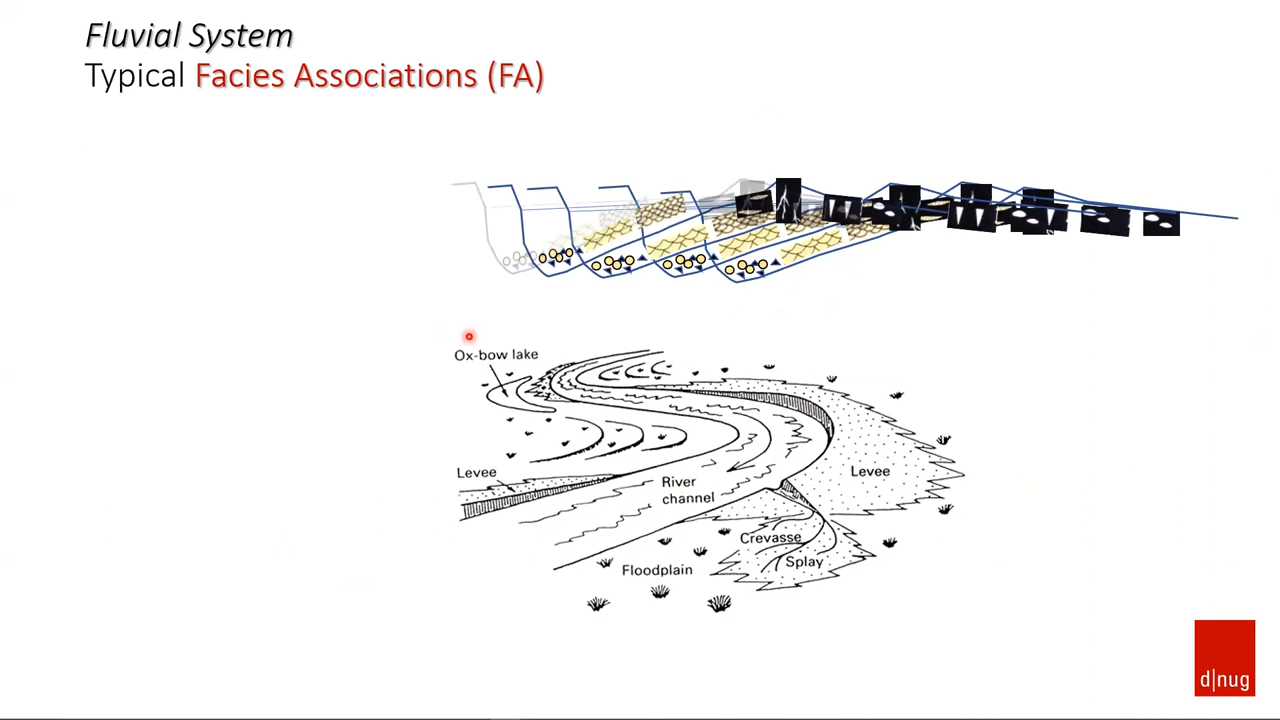 Fluvial System
Typical Facies Associations (FA)
Ox-bow lake
Levee
River
channel
Levee
Crevasse
Splay
Floodplain
d|nug